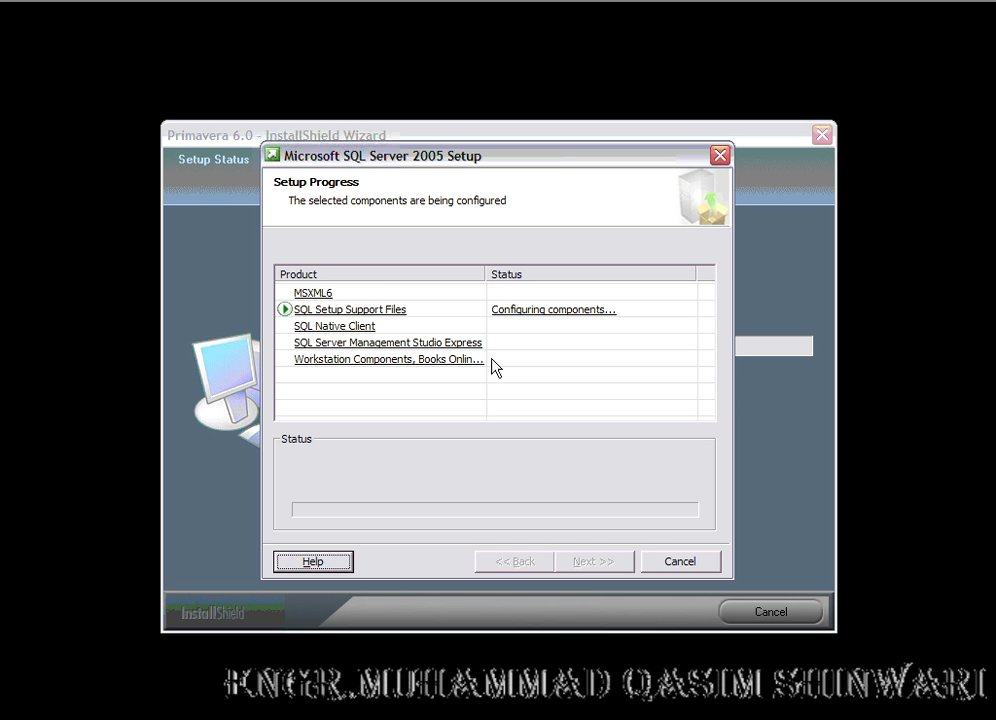 Primavera 6.0 - InstallShield Wizard
Setup Status
Microsoft SQL Server 2005 Setup
Setup Progress
The selected components are being configured
Product Status
MSXML6
SQL Setup Support Files Configuring components...
SQL Native Client
SQL Server Management Studio Express
Workstation Components, Books Onlin...
Status
Help << Back Next >> Cancel
InstallShield Cancel
ENGR.MUHAMMAD QASIM SHINWARI